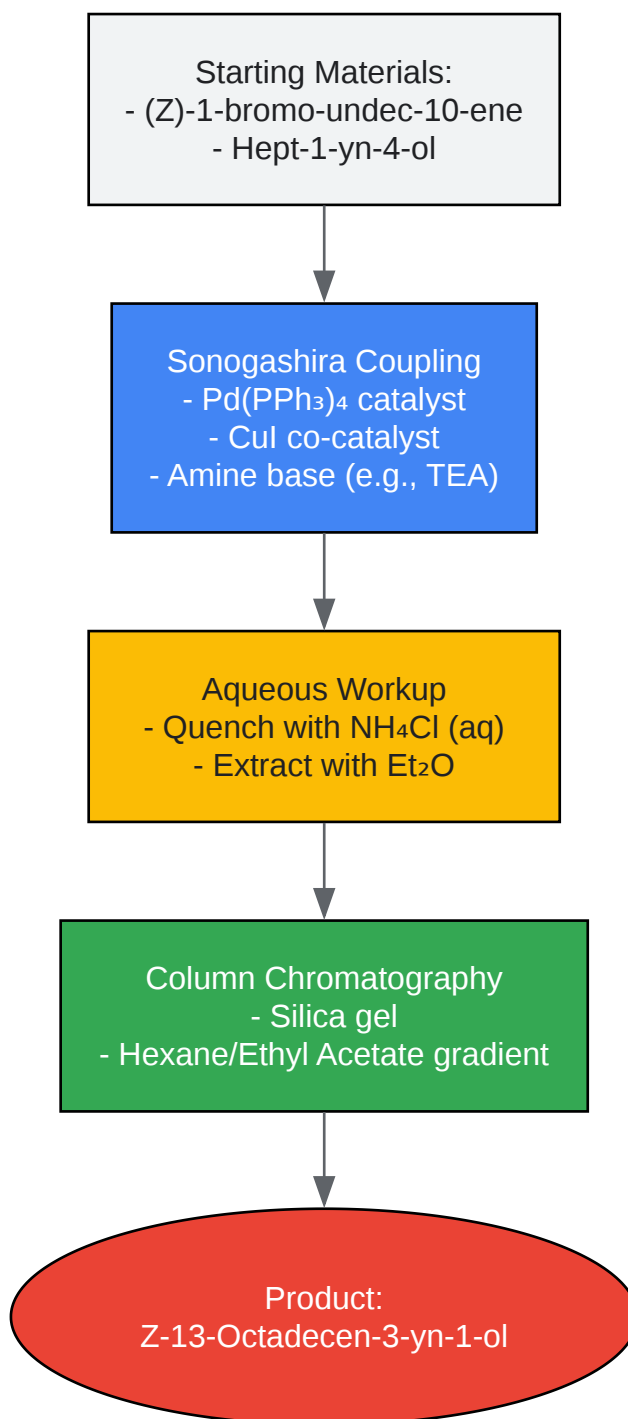 Starting Materials:
- (Z)-1-bromo-undec-10-ene
- Hept-1-yn-4-ol
Sonogashira Coupling
- Pd(PPh₃)₄ catalyst
- CuI co-catalyst
- Amine base (e.g., TEA)
Aqueous Workup
- Quench with NH₄Cl (aq)
- Extract with Et₂O
Column Chromatography
- Silica gel
- Hexane/Ethyl Acetate gradient
Product:
Z-13-Octadecen-3-yn-1-ol